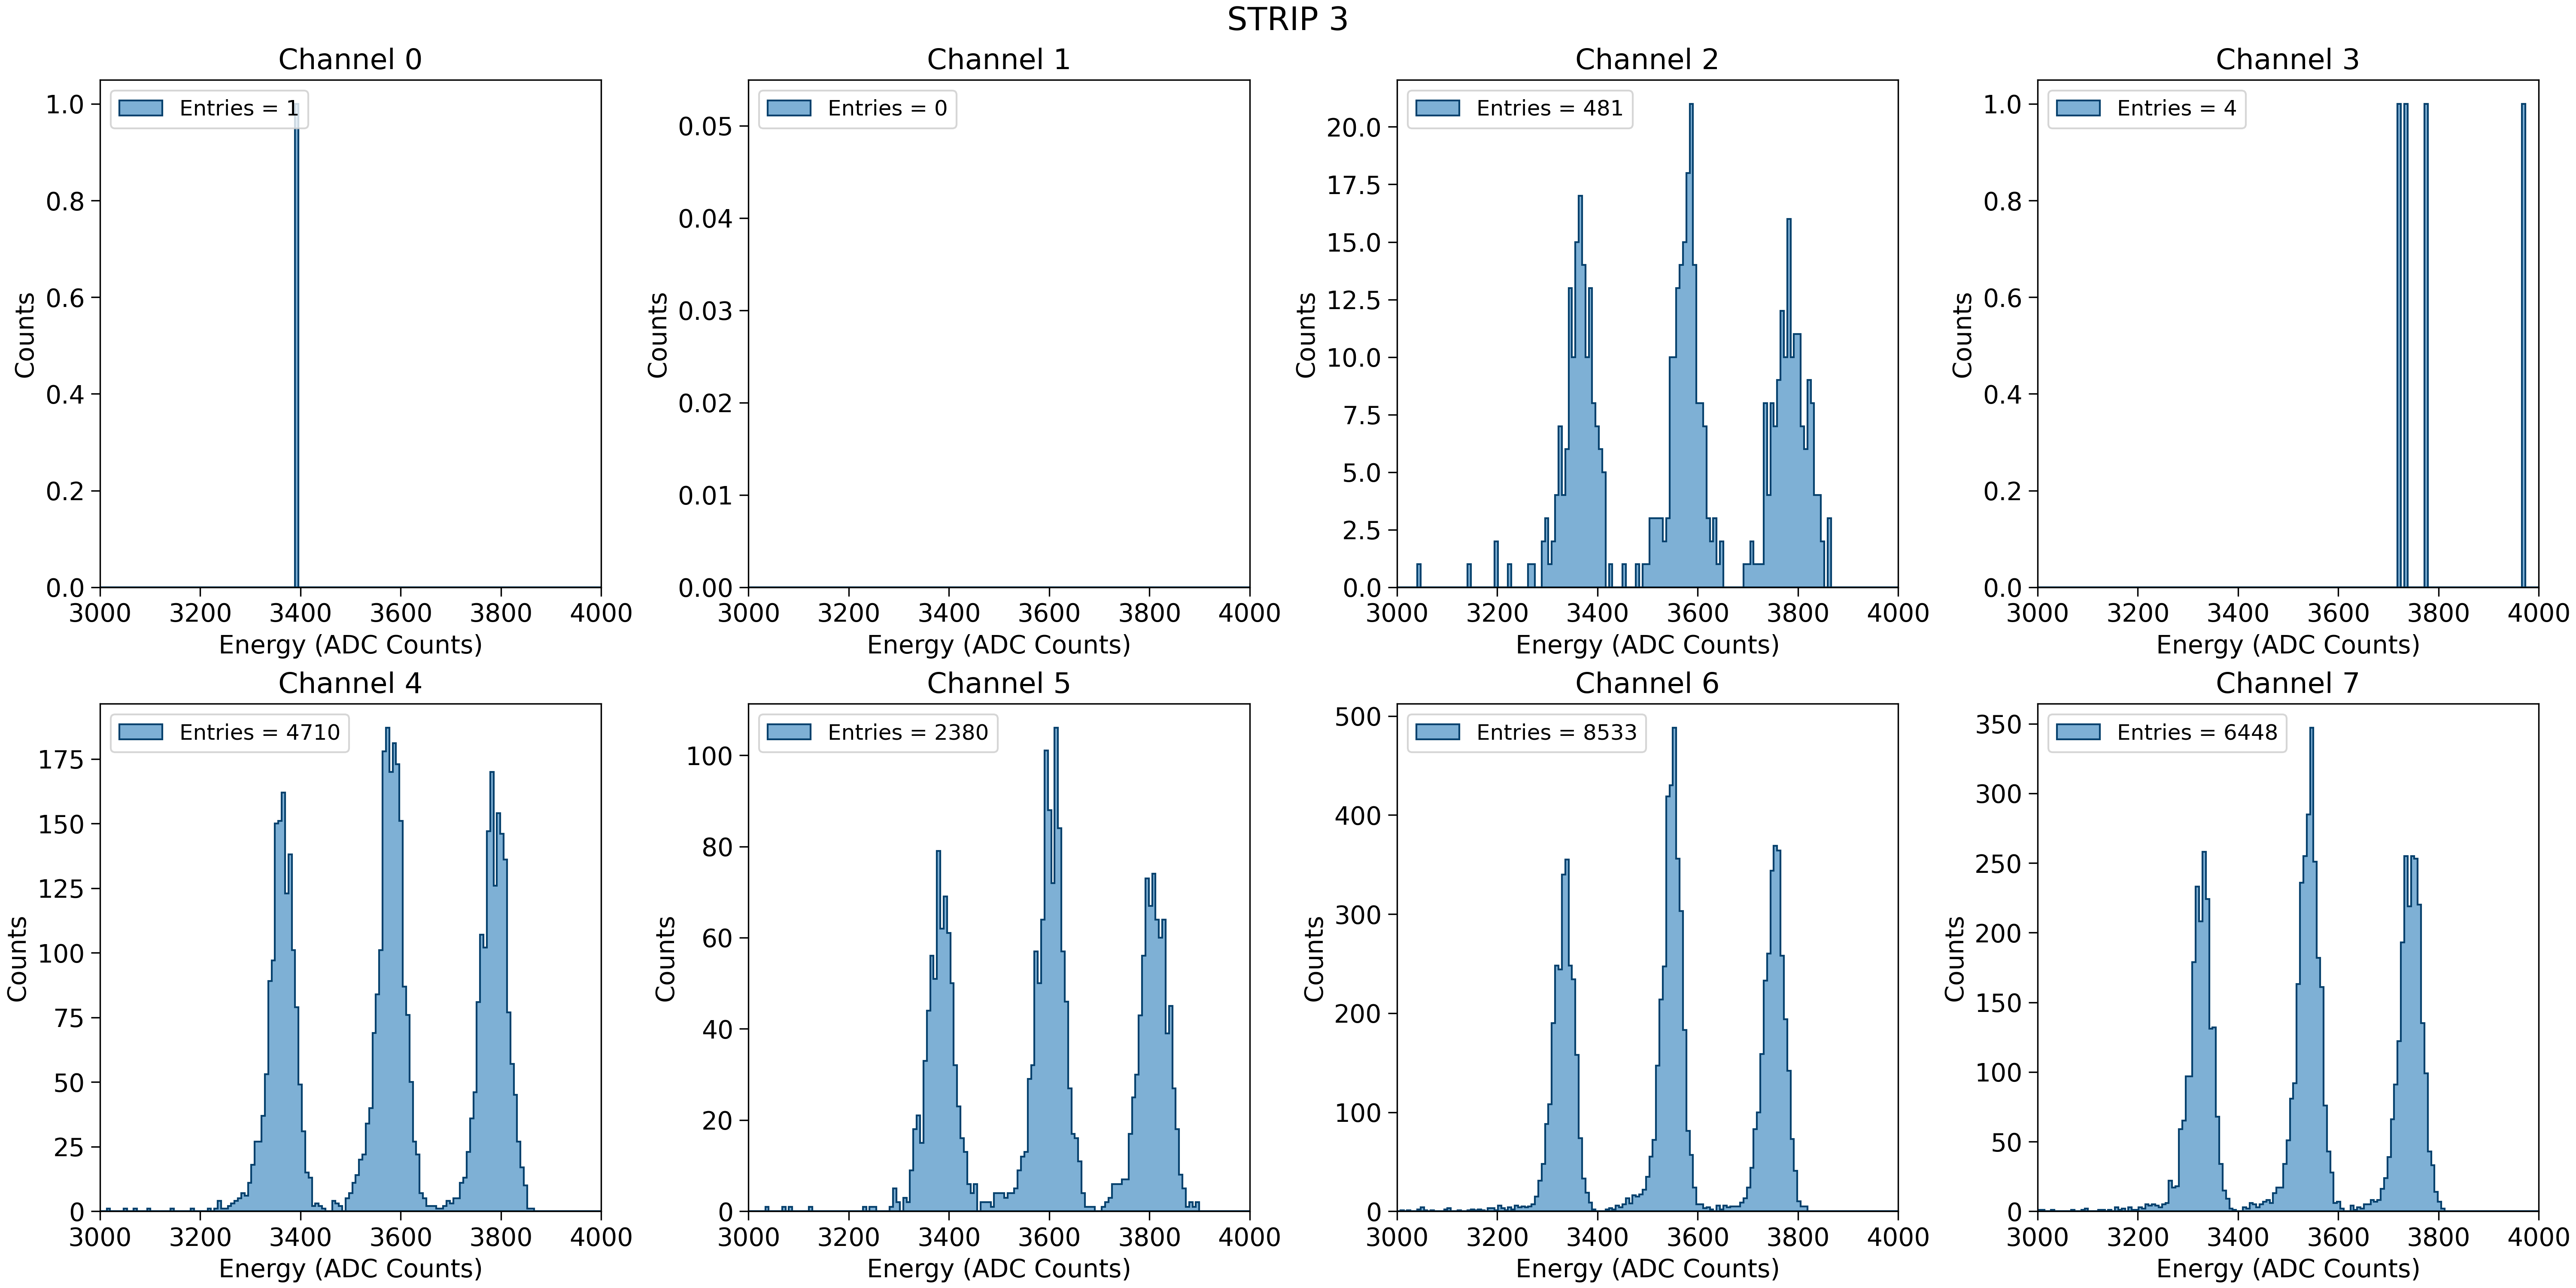 STRIP 3
Channel 0
Entries = 1
1.0
0.8
0.6
0.4
0.2
0.0
Counts
3000 3200 3400 3600 3800 4000
Energy (ADC Counts)
Channel 1
Entries = 0
0.05
0.04
0.03
0.02
0.01
0.00
Counts
3000 3200 3400 3600 3800 4000
Energy (ADC Counts)
Channel 2
Entries = 481
20.0
17.5
15.0
12.5
10.0
7.5
5.0
2.5
0.0
Counts
3000 3200 3400 3600 3800 4000
Energy (ADC Counts)
Channel 3
Entries = 4
1.0
0.8
0.6
0.4
0.2
0.0
Counts
3000 3200 3400 3600 3800 4000
Energy (ADC Counts)
Channel 4
Entries = 4710
175
150
125
100
75
50
25
0
Counts
3000 3200 3400 3600 3800 4000
Energy (ADC Counts)
Channel 5
Entries = 2380
100
80
60
40
20
0
Counts
3000 3200 3400 3600 3800 4000
Energy (ADC Counts)
Channel 6
Entries = 8533
500
400
300
200
100
0
Counts
3000 3200 3400 3600 3800 4000
Energy (ADC Counts)
Channel 7
Entries = 6448
350
300
250
200
150
100
50
0
Counts
3000 3200 3400 3600 3800 4000
Energy (ADC Counts)